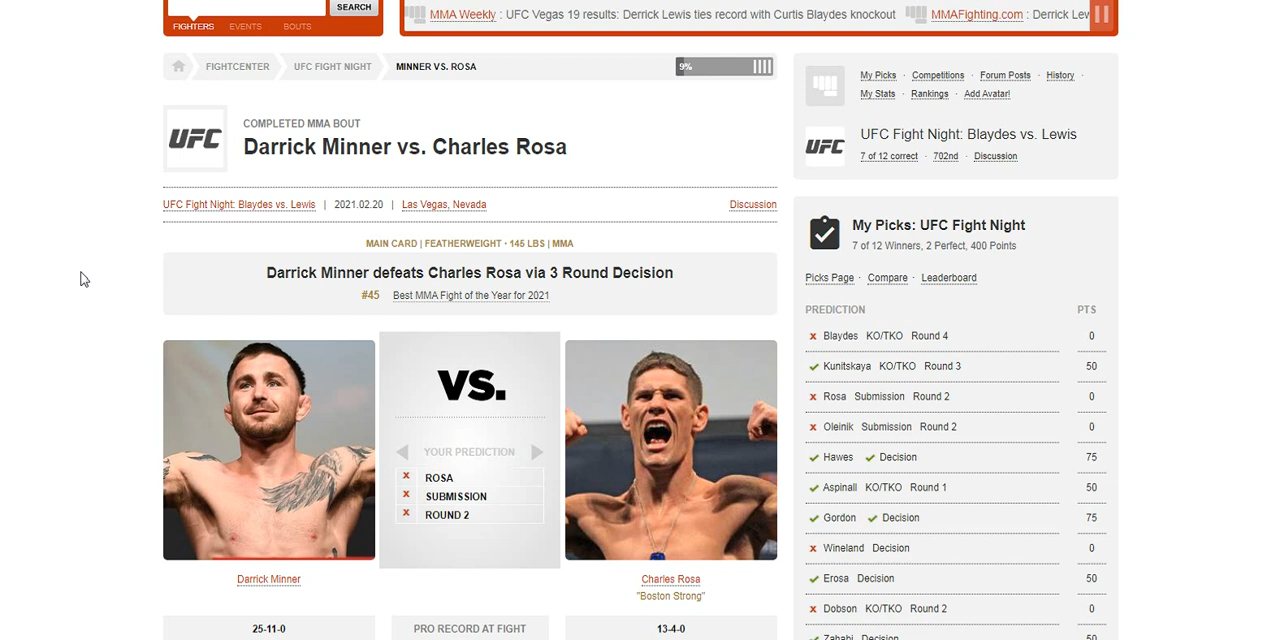 SEARCH
FIGHTERS EVENTS BOUTS
MMA Weekly : UFC Vegas 19 results: Derrick Lewis ties record with Curtis Blaydes knockout MMAFighting.com : Derrick Lew
FIGHTCENTER UFC FIGHT NIGHT MINNER VS. ROSA 9%
UFC
COMPLETED MMA BOUT
Darrick Minner vs. Charles Rosa
UFC Fight Night: Blaydes vs. Lewis | 2021.02.20 | Las Vegas, Nevada Discussion
MAIN CARD | FEATHERWEIGHT · 145 LBS | MMA
Darrick Minner defeats Charles Rosa via 3 Round Decision
#45 Best MMA Fight of the Year for 2021
VS.
YOUR PREDICTION
x ROSA
x SUBMISSION
x ROUND 2
Darrick Minner
Charles Rosa
"Boston Strong"
25-11-0 PRO RECORD AT FIGHT 13-4-0
My Picks · Competitions · Forum Posts · History ·
My Stats · Rankings · Add Avatar!
UFC
UFC Fight Night: Blaydes vs. Lewis
7 of 12 correct · 702nd · Discussion
My Picks: UFC Fight Night
7 of 12 Winners, 2 Perfect, 400 Points
Picks Page · Compare · Leaderboard
PREDICTION PTS
x Blaydes KO/TKO Round 4 0
✓ Kunitskaya KO/TKO Round 3 50
x Rosa Submission Round 2 0
x Oleinik Submission Round 2 0
✓ Hawes ✓ Decision 75
✓ Aspinall KO/TKO Round 1 50
✓ Gordon ✓ Decision 75
x Wineland Decision 0
✓ Erosa Decision 50
x Dobson KO/TKO Round 2 0
✓ Zahabi Decision 50